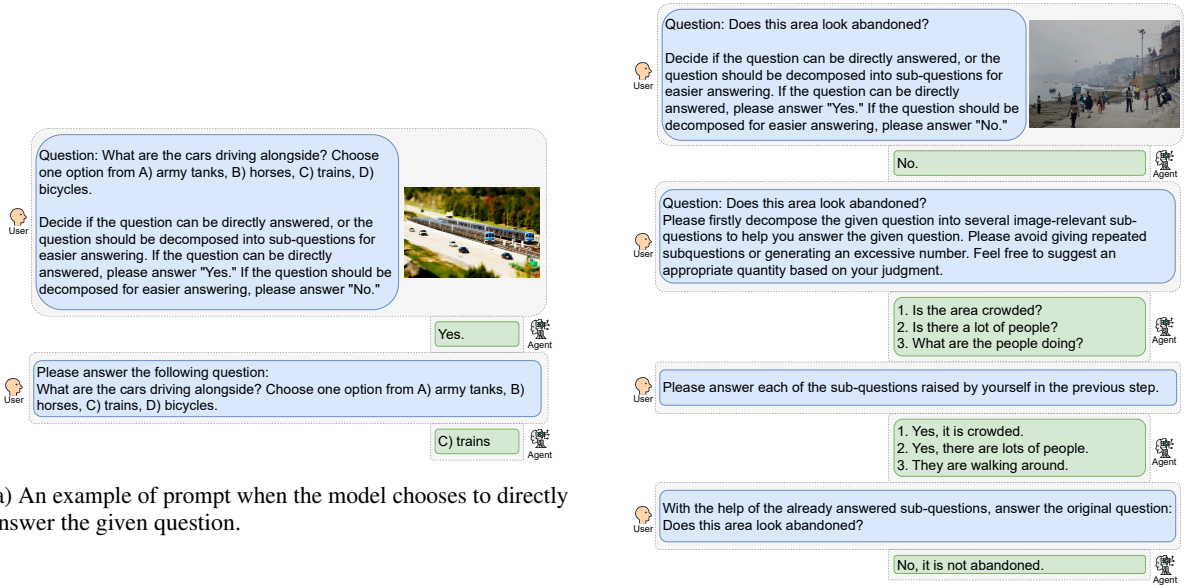 Question: What are the cars driving alongside? Choose
one option from A) army tanks, B) horses, C) trains, D)
bicycles.
Decide if the question can be directly answered, or the
question should be decomposed into sub-questions for
easier answering. If the question can be directly
answered, please answer "Yes." If the question should be
decomposed for easier answering, please answer "No."
User
Yes.
Agent
Please answer the following question:
What are the cars driving alongside? Choose one option from A) army tanks, B)
horses, C) trains, D) bicycles.
User
C) trains
Agent
a) An example of prompt when the model chooses to directly
nswer the given question.
Question: Does this area look abandoned?
Decide if the question can be directly answered, or the
question should be decomposed into sub-questions for
easier answering. If the question can be directly
answered, please answer "Yes." If the question should be
decomposed for easier answering, please answer "No."
User
No.
Agent
Question: Does this area look abandoned?
Please firstly decompose the given question into several image-relevant sub-
questions to help you answer the given question. Please avoid giving repeated
subquestions or generating an excessive number. Feel free to suggest an
appropriate quantity based on your judgment.
User
1. Is the area crowded?
2. Is there a lot of people?
3. What are the people doing?
Agent
Please answer each of the sub-questions raised by yourself in the previous step.
User
1. Yes, it is crowded.
2. Yes, there are lots of people.
3. They are walking around.
Agent
With the help of the already answered sub-questions, answer the original question:
Does this area look abandoned?
User
No, it is not abandoned.
Agent